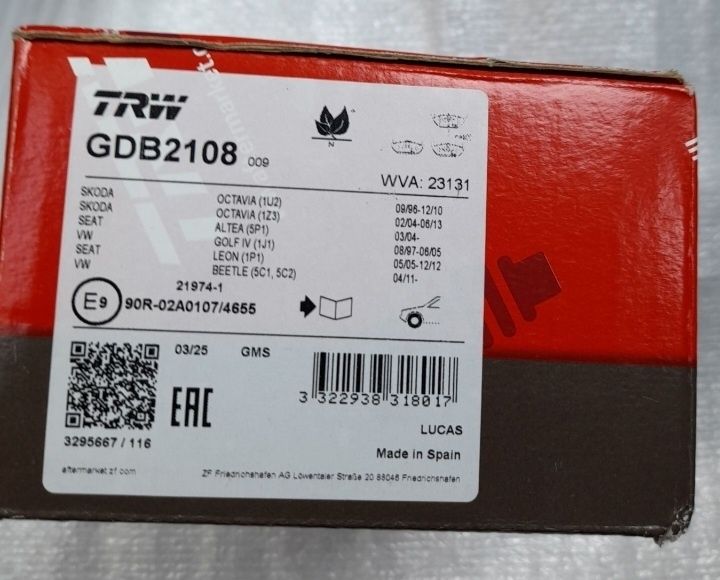 TRW
aftermarket
GDB2108 009
N
WVA: 23131
SKODA OCTAVIA (1U2) 09/96-12/10
SKODA OCTAVIA (1Z3) 02/04-06/13
SEAT ALTEA (5P1) 03/04-
VW GOLF IV (1J1) 08/97-06/05
SEAT LEON (1P1) 05/05-12/12
VW BEETLE (5C1, 5C2) 04/11-
21974-1
E9 90R-02A0107/4655
03/25 GMS
EAC
3 322938 318017
3295667 / 116
LUCAS
Made in Spain
aftermarket.zf.com
ZF Friedrichshafen AG Löwentaler Straße 20 88046 Friedrichshafen